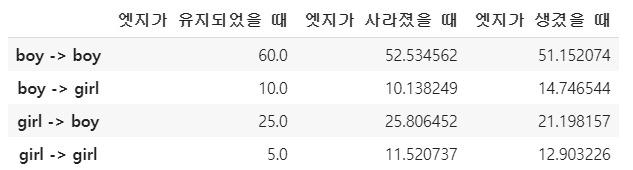 엣지가 유지되었을 때 엣지가 사라졌을 때 엣지가 생겼을 때
boy -> boy 60.0 52.534562 51.152074
boy -> girl 10.0 10.138249 14.746544
girl -> boy 25.0 25.806452 21.198157
girl -> girl 5.0 11.520737 12.903226